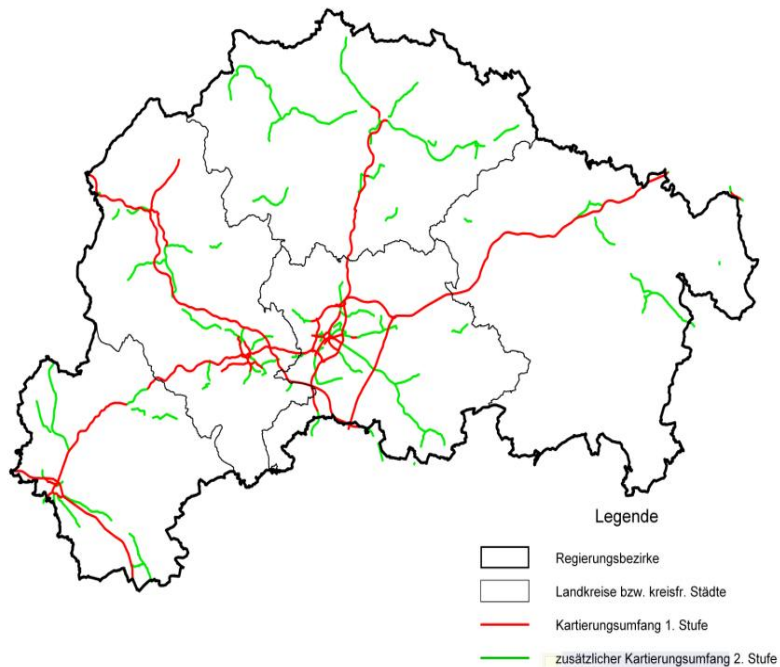 Legende
Regierungsbezirke
Landkreise bzw. kreisfr. Städte
Kartierungsumfang 1. Stufe
zusätzlicher Kartierungsumfang 2. Stufe